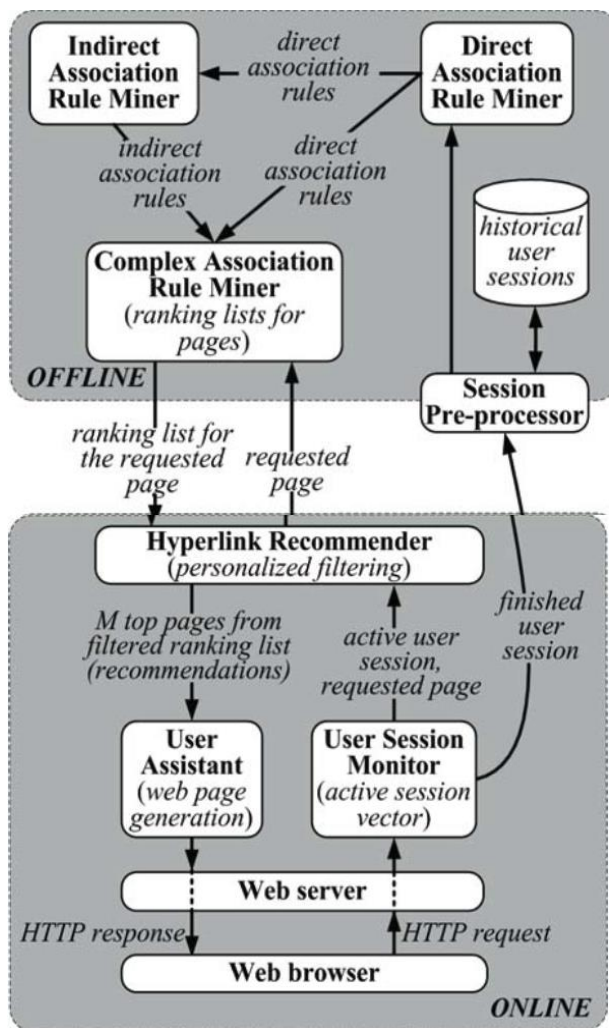 Indirect
Association
Rule Miner
direct
association
rules
Direct
Association
Rule Miner
indirect
association
rules
direct
association
rules
historical
user
sessions
Complex Association
Rule Miner
(ranking lists for
pages)
OFFLINE
Session
Pre-processor
ranking list for
the requested
page
requested
page
Hyperlink Recommender
(personalized filtering)
M top pages from
filtered ranking list
(recommendations)
active user
session,
requested page
finished
user
session
User
Assistant
(web page
generation)
User Session
Monitor
(active session
vector)
Web server
HTTP response
HTTP request
Web browser
ONLINE